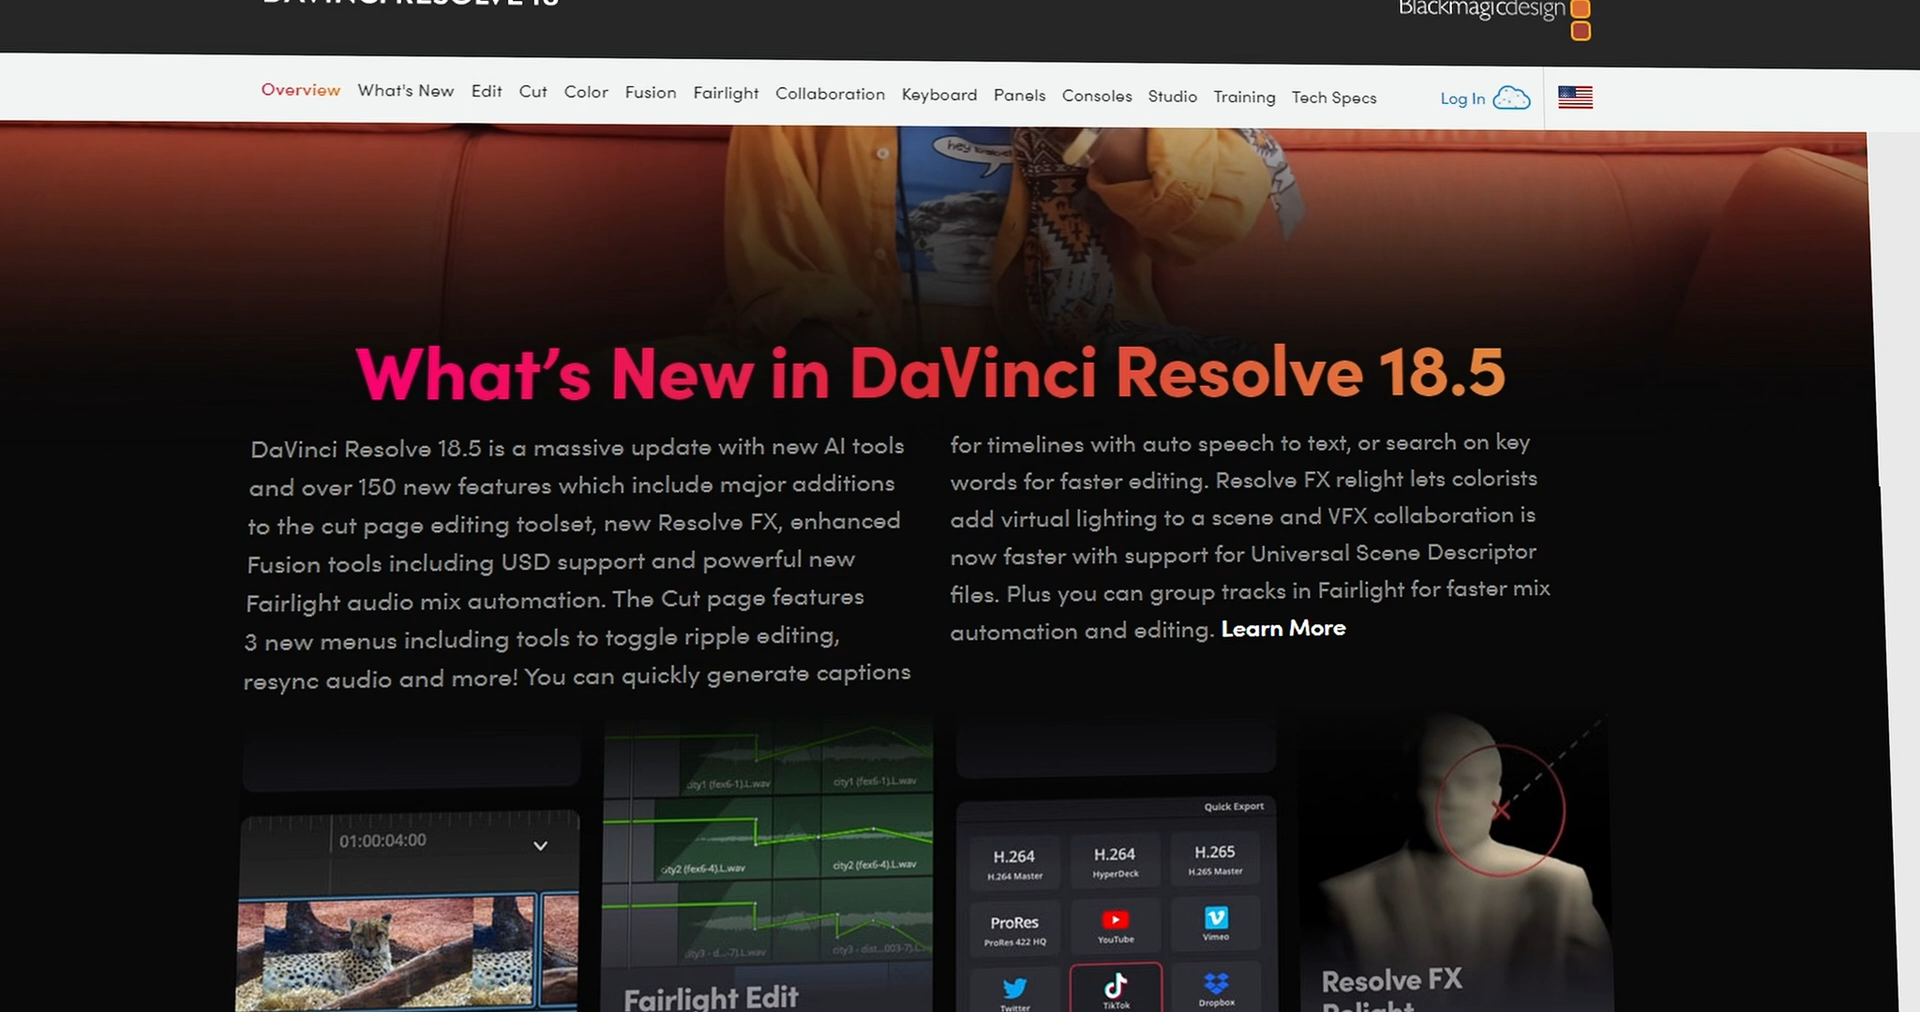 DAVINCI RESOLVE 18
Blackmagicdesign
Overview What's New Edit Cut Color Fusion Fairlight Collaboration Keyboard Panels Consoles Studio Training Tech Specs Log In
hey
What's New in DaVinci Resolve 18.5
DaVinci Resolve 18.5 is a massive update with new AI tools
and over 150 new features which include major additions
to the cut page editing toolset, new Resolve FX, enhanced
Fusion tools including USD support and powerful new
Fairlight audio mix automation. The Cut page features
3 new menus including tools to toggle ripple editing,
resync audio and more! You can quickly generate captions
for timelines with auto speech to text, or search on key
words for faster editing. Resolve FX relight lets colorists
add virtual lighting to a scene and VFX collaboration is
now faster with support for Universal Scene Descriptor
files. Plus you can group tracks in Fairlight for faster mix
automation and editing. Learn More
01:00:04:00
city1 (fex6-1).L.wav
city1 (fex6-1).L.wav
city2 (fex6-4).L.wav
city2 (fex6-4).L.wav
city3 - d...-7).L.wav
city3 - dist...003-7).L.wav
Fairlight Edit
Quick Export
H.264
H.264 Master
H.264
HyperDeck
H.265
H.265 Master
ProRes
ProRes 422 HQ
YouTube
Vimeo
Twitter
TikTok
Dropbox
Resolve FX
Relight